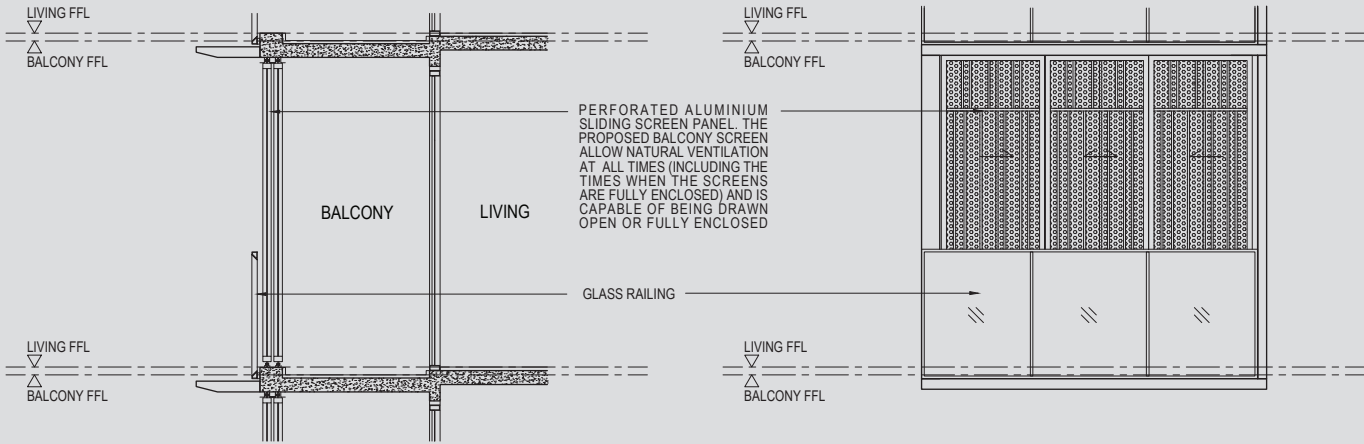 LIVING FFL
BALCONY FFL
LIVING FFL
BALCONY FFL
PERFORATED ALUMINIUM
SLIDING SCREEN PANEL. THE
PROPOSED BALCONY SCREEN
ALLOW NATURAL VENTILATION
AT ALL TIMES (INCLUDING THE
TIMES WHEN THE SCREENS
ARE FULLY ENCLOSED) AND IS
CAPABLE OF BEING DRAWN
OPEN OR FULLY ENCLOSED
BALCONY
LIVING
GLASS RAILING
LIVING FFL
BALCONY FFL
LIVING FFL
BALCONY FFL